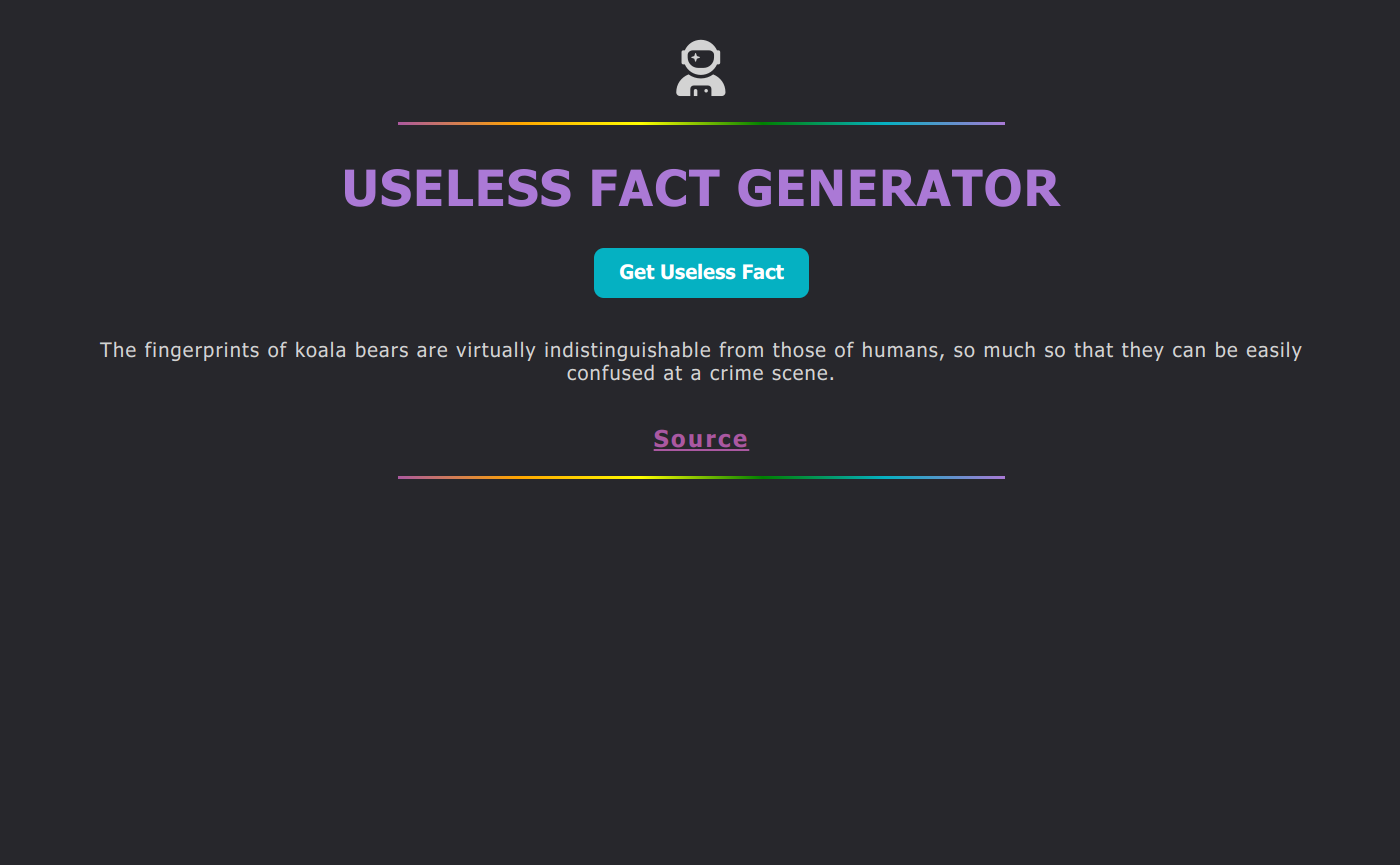 USELESS FACT GENERATOR
Get Useless Fact
The fingerprints of koala bears are virtually indistinguishable from those of humans, so much so that they can be easily
confused at a crime scene.
Source